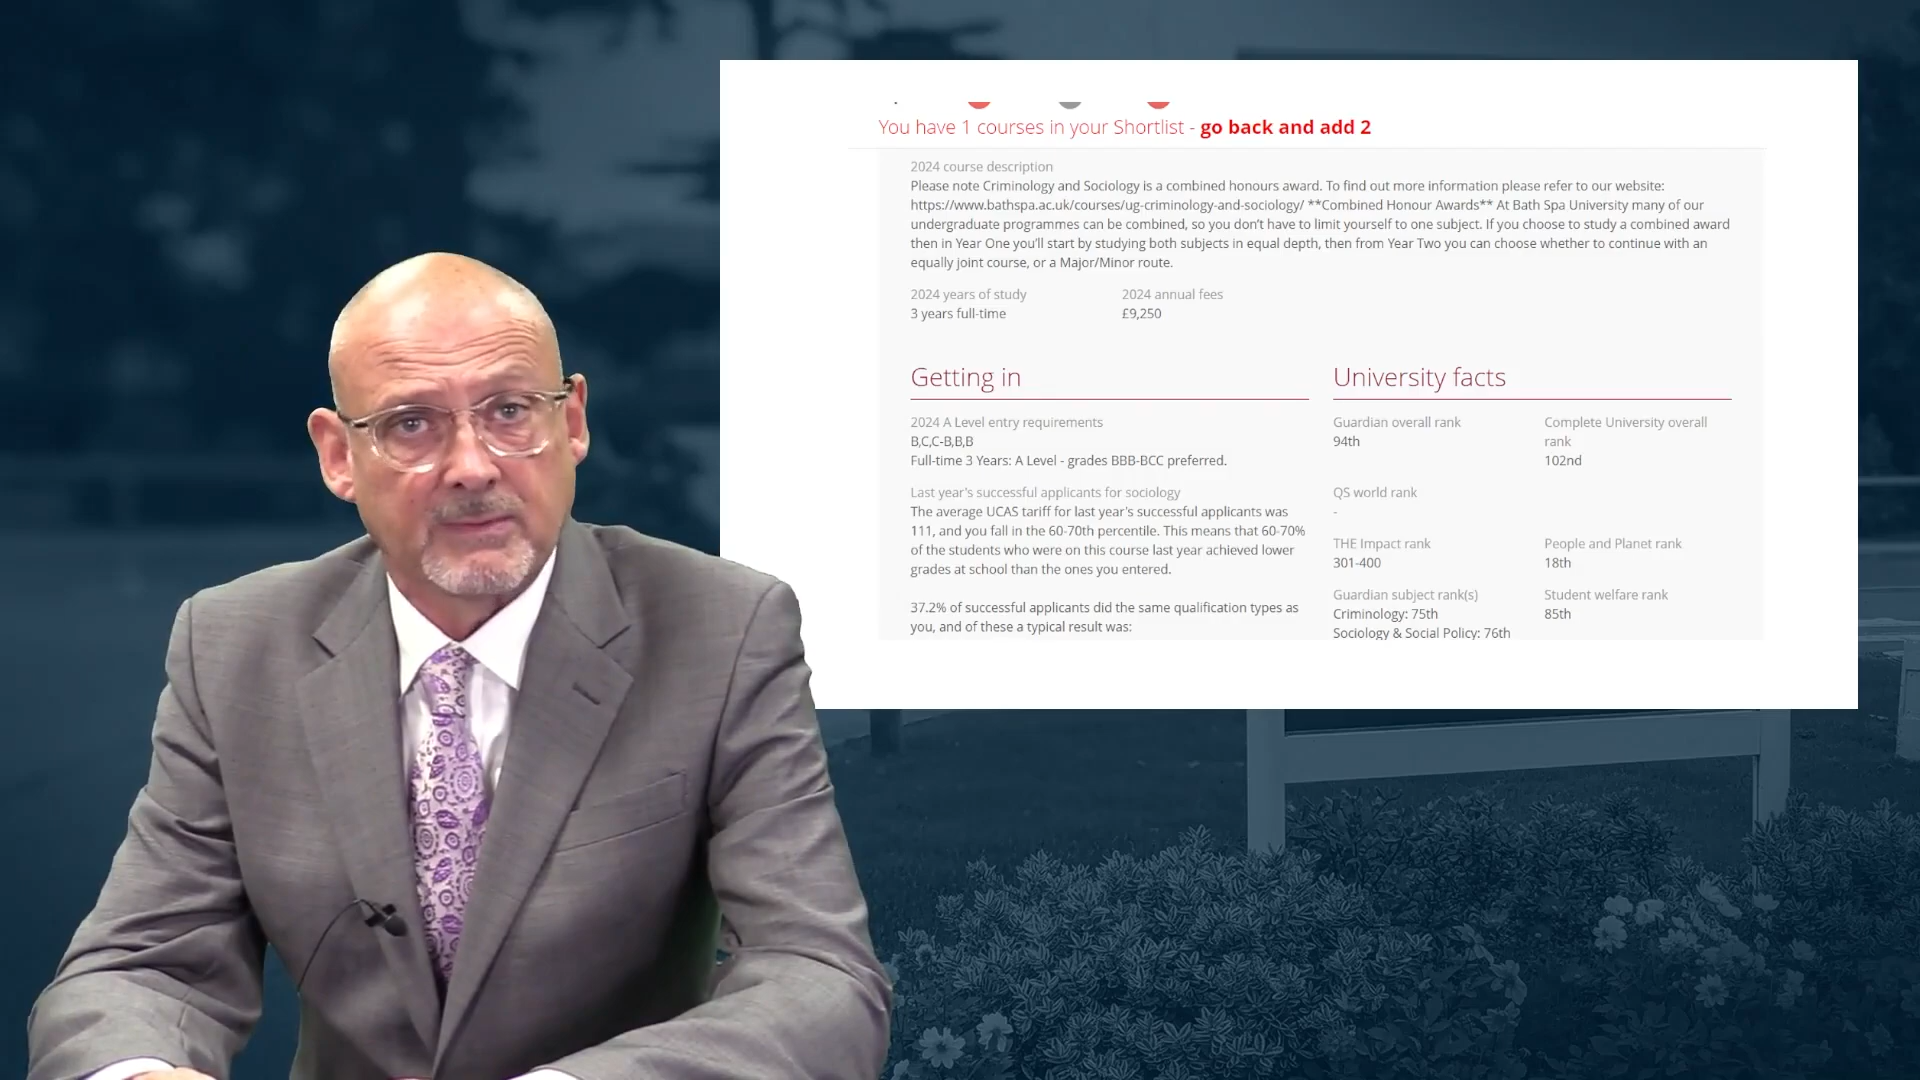 You have 1 courses in your Shortlist - go back and add 2
2024 course description
Please note Criminology and Sociology is a combined honours award. To find out more information please refer to our website:
https://www.bathspa.ac.uk/courses/ug-criminology-and-sociology/ **Combined Honour Awards** At Bath Spa University many of our
undergraduate programmes can be combined, so you don't have to limit yourself to one subject. If you choose to study a combined award
then in Year One you'll start by studying both subjects in equal depth, then from Year Two you can choose whether to continue with an
equally joint course, or a Major/Minor route.
2024 years of study
3 years full-time
2024 annual fees
£9,250
Getting in
2024 A Level entry requirements
B,C,C-B,B,B
Full-time 3 Years: A Level - grades BBB-BCC preferred.
Last year's successful applicants for sociology
The average UCAS tariff for last year's successful applicants was
111, and you fall in the 60-70th percentile. This means that 60-70%
of the students who were on this course last year achieved lower
grades at school than the ones you entered.
37.2% of successful applicants did the same qualification types as
you, and of these a typical result was:
University facts
Guardian overall rank
94th
Complete University overall
rank
102nd
QS world rank
-
THE Impact rank
301-400
People and Planet rank
18th
Guardian subject rank(s)
Criminology: 75th
Sociology & Social Policy: 76th
Student welfare rank
85th